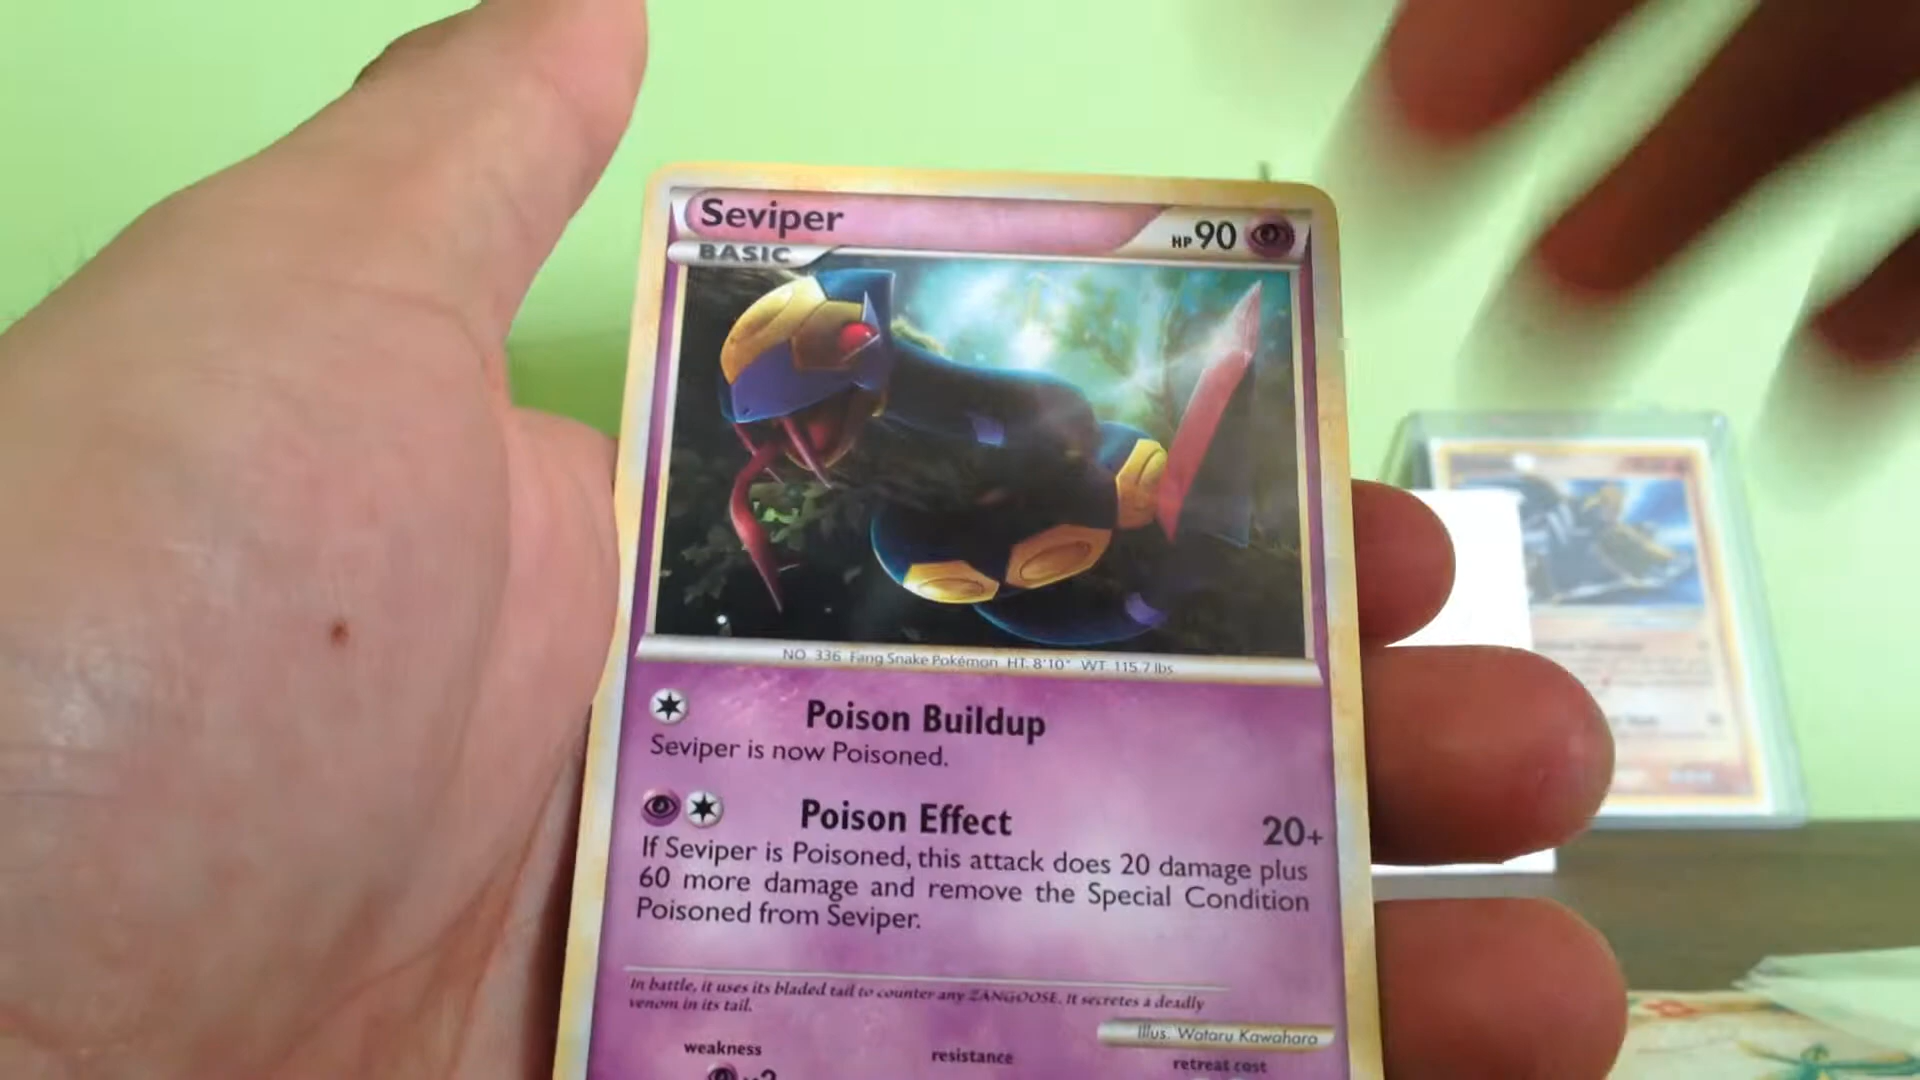 Seviper
HP 90
BASIC
NO. 336 Fang Snake Pokémon HT: 8'10" WT: 115.7 lbs
Poison Buildup
Seviper is now Poisoned.
Poison Effect 20+
If Seviper is Poisoned, this attack does 20 damage plus
60 more damage and remove the Special Condition
Poisoned from Seviper.
In battle, it uses its bladed tail to counter any ZANGOOSE. It secretes a deadly
venom in its tail.
Illus. Wataru Kawahara
weakness resistance retreat cost
x2